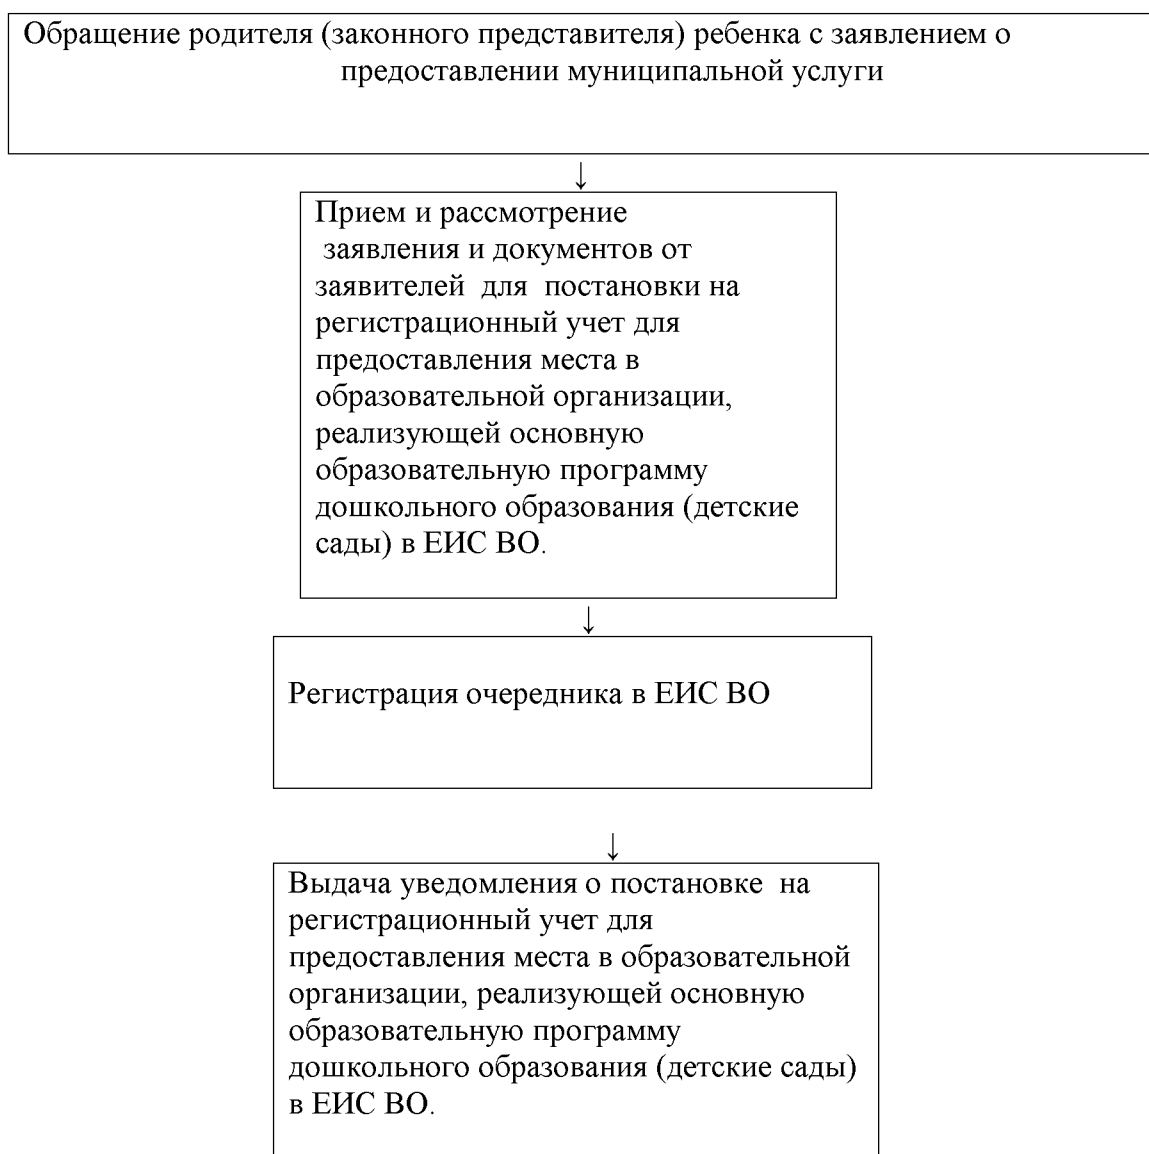 Обращение родителя (законного представителя) ребенка с заявлением о
предоставлении муниципальной услуги
↓
Прием и рассмотрение
заявления и документов от
заявителей для постановки на
регистрационный учет для
предоставления места в
образовательной организации,
реализующей основную
образовательную программу
дошкольного образования (детские
сады) в ЕИС ВО.
↓
Регистрация очередника в ЕИС ВО
↓
Выдача уведомления о постановке на
регистрационный учет для
предоставления места в образовательной
организации, реализующей основную
образовательную программу
дошкольного образования (детские сады)
в ЕИС ВО.